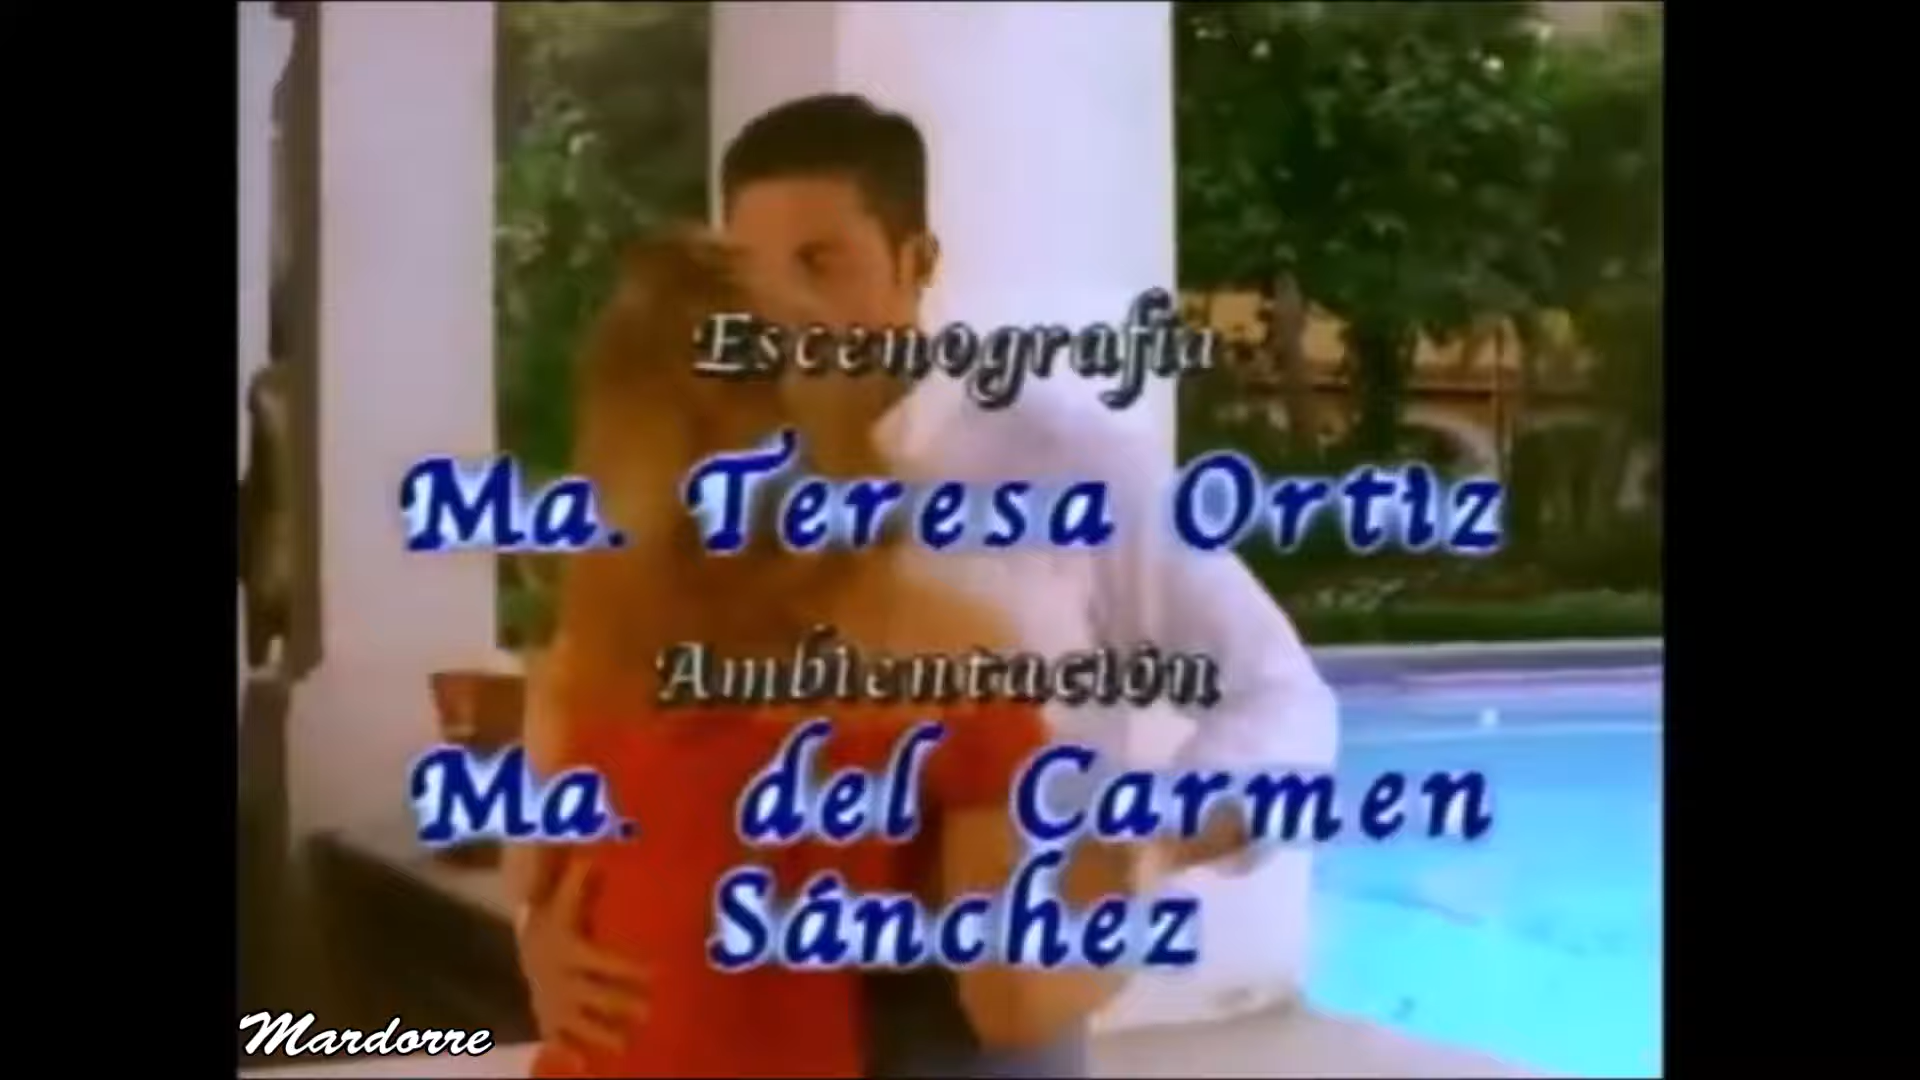 Escenografía
Ma. Teresa Ortiz
Ambientación
Ma. del Carmen
Sánchez
Mardorre